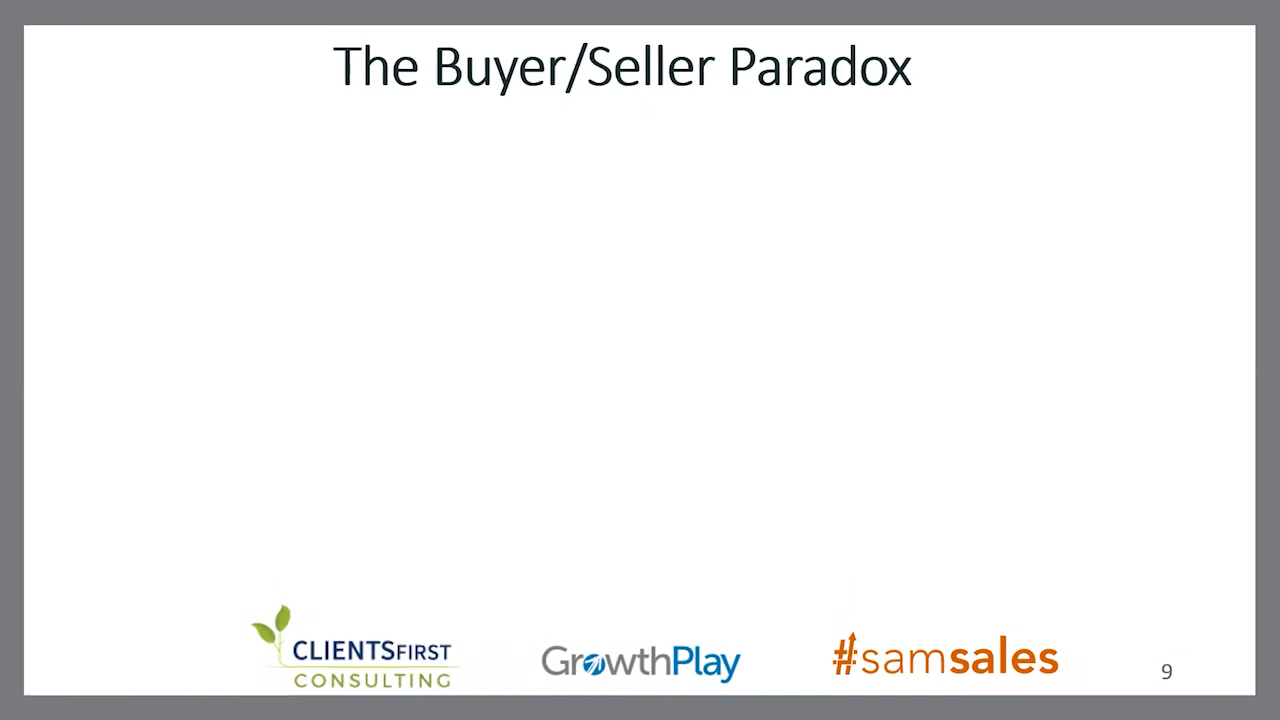 The Buyer/Seller Paradox
CLIENTSFIRST
CONSULTING
GrowthPlay
#samsales
9